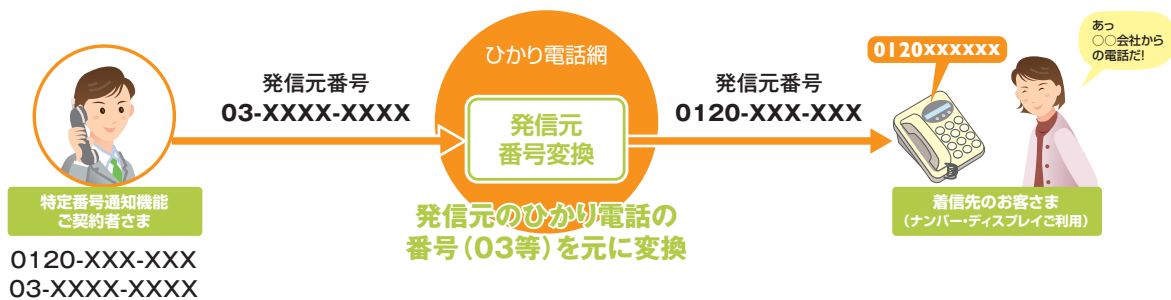 特定番号通知機能
ご契約者さま
0120-XXX-XXX
03-XXXX-XXXX
発信元番号
03-XXXX-XXXX
ひかり電話網
発信元
番号変換
発信元のひかり電話の
番号(03等)を元に変換
発信元番号
0120-XXX-XXX
0120xxxxxx
あっ
○○会社から
の電話だ!
着信先のお客さま
(ナンバー・ディスプレイご利用)